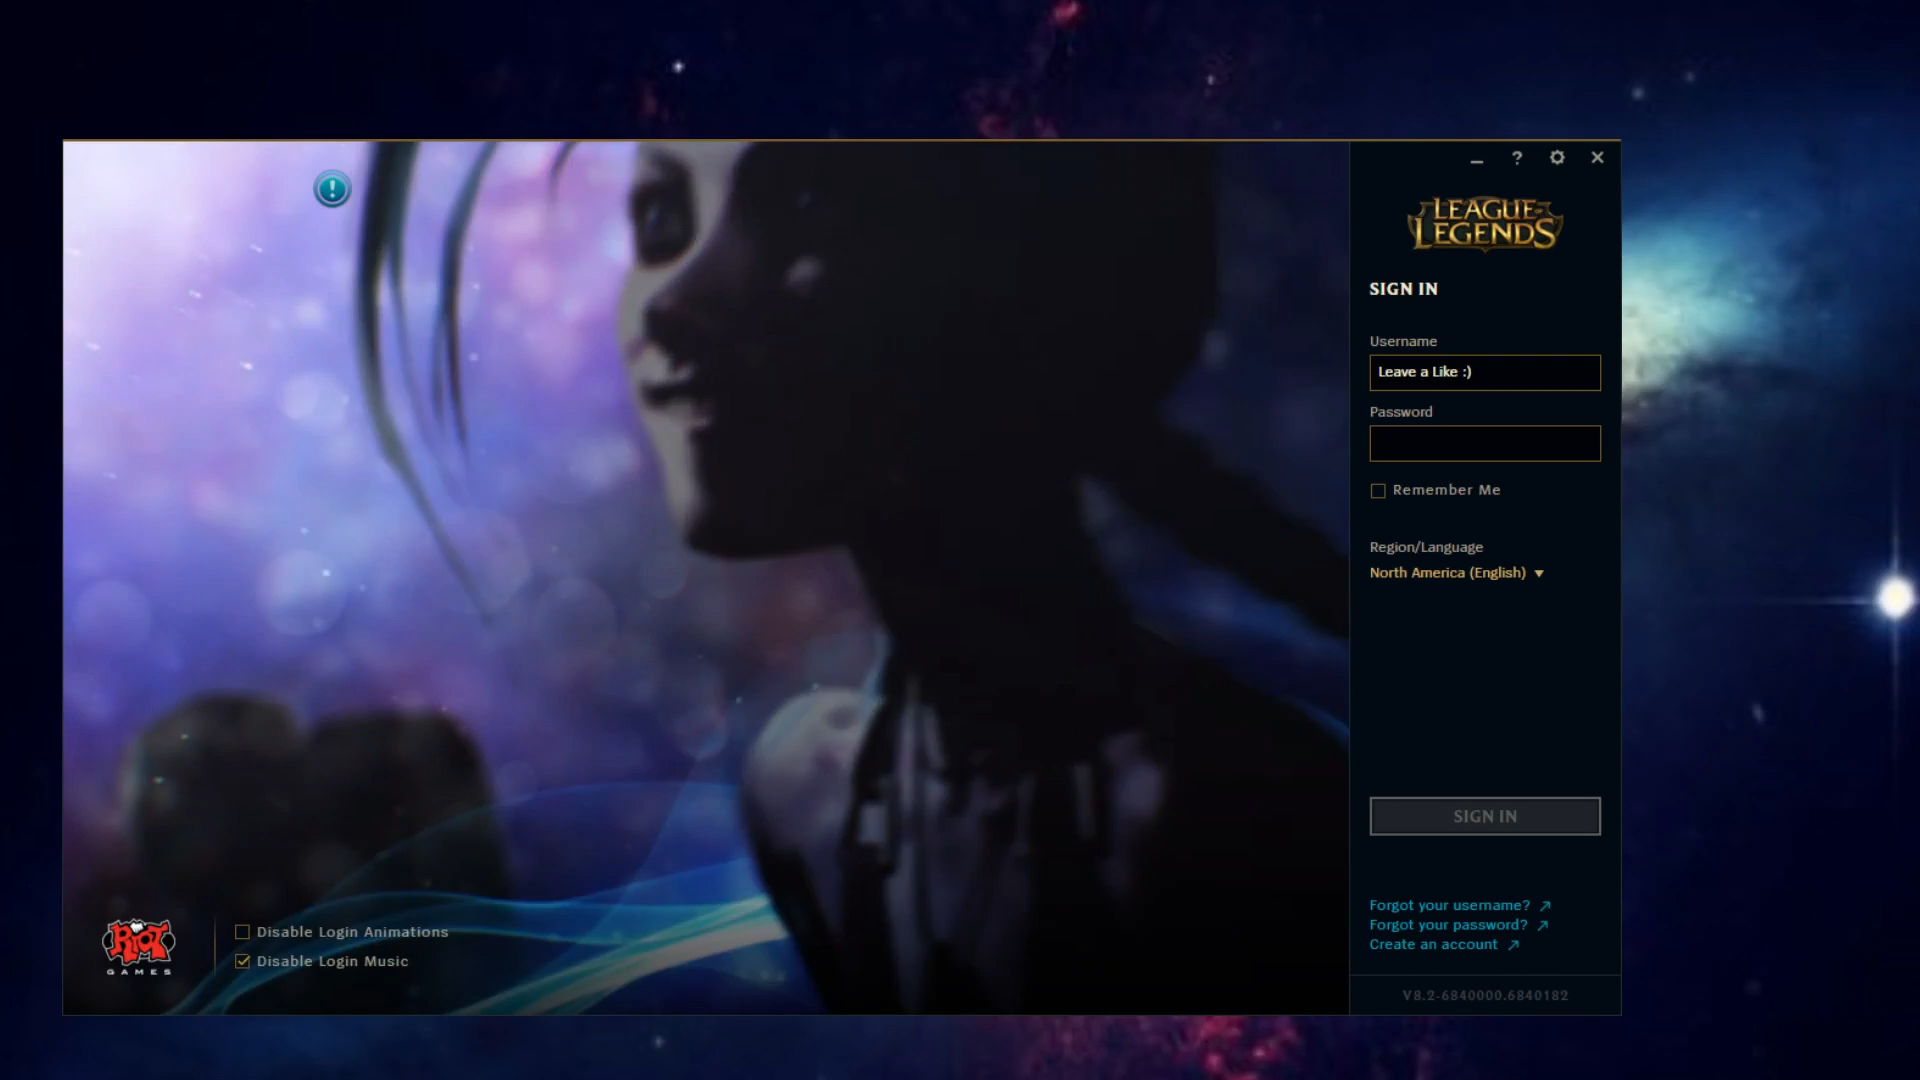 LEAGUE OF
LEGENDS
SIGN IN
Username
Leave a Like :)
Password
Remember Me
Region/Language
North America (English)
SIGN IN
Forgot your username?
Forgot your password?
Create an account
V8.2-6840000.6840182
RIOT
GAMES
Disable Login Animations
Disable Login Music